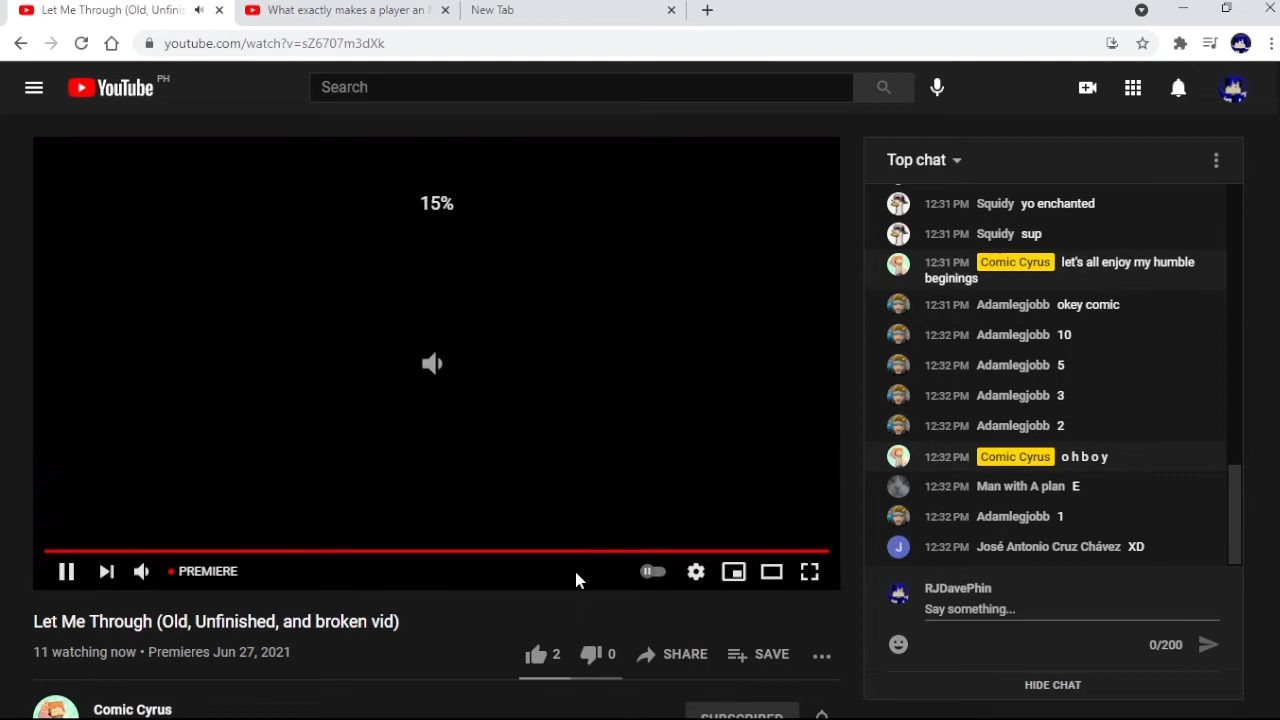 Let Me Through (Old, Unfinis
What exactly makes a player an
New Tab
youtube.com/watch?v=sZ6707m3dXk
YouTube PH
Search
15%
PREMIERE
Let Me Through (Old, Unfinished, and broken vid)
11 watching now • Premieres Jun 27, 2021
2
0
SHARE
SAVE
Comic Cyrus
SUBSCRIBED
Top chat
12:31 PM Squidy yo enchanted
12:31 PM Squidy sup
12:31 PM Comic Cyrus let's all enjoy my humble
beginings
12:31 PM Adamlegjobb okey comic
12:32 PM Adamlegjobb 10
12:32 PM Adamlegjobb 5
12:32 PM Adamlegjobb 3
12:32 PM Adamlegjobb 2
12:32 PM Comic Cyrus o h b o y
12:32 PM Man with A plan E
12:32 PM Adamlegjobb 1
J 12:32 PM José Antonio Cruz Chávez XD
RJDavePhin
Say something...
0/200
HIDE CHAT